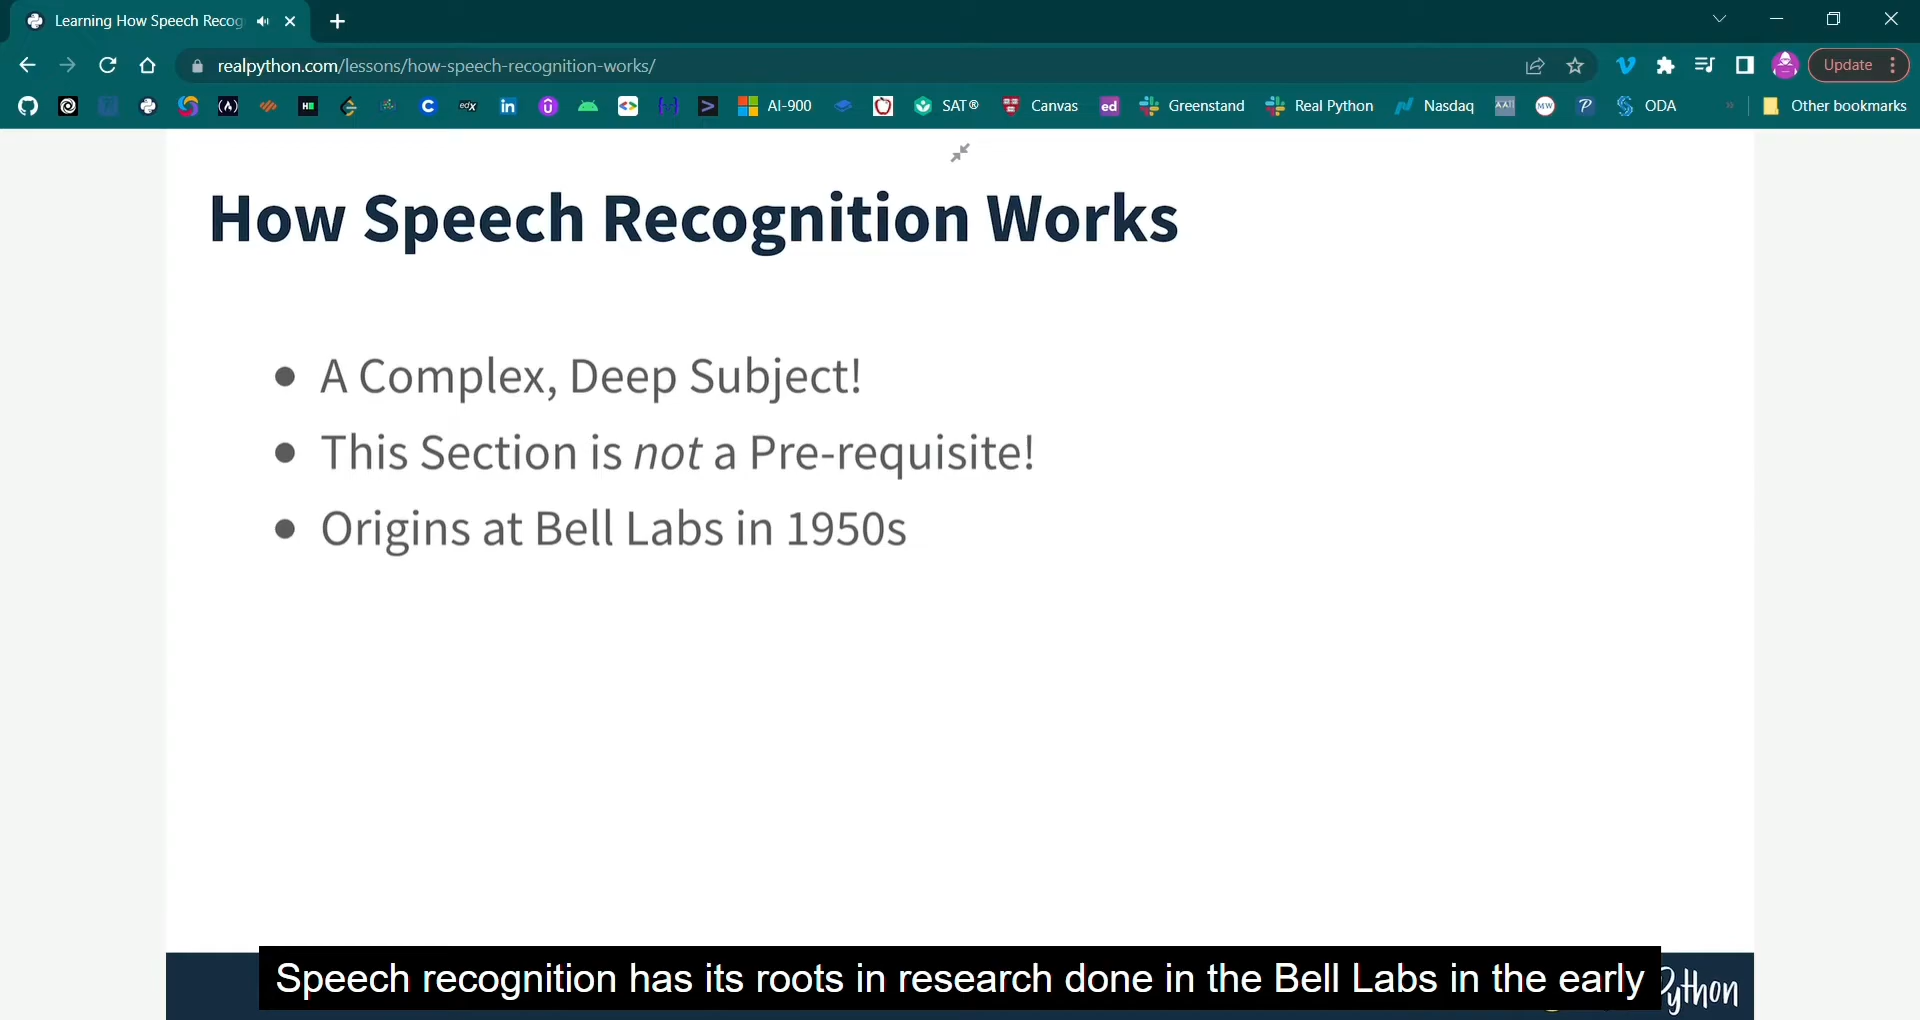 Learning How Speech Recog
realpython.com/lessons/how-speech-recognition-works/
Update
AI-900
SAT®
Canvas
ed
Greenstand
Real Python
Nasdaq
MW
ODA
Other bookmarks
How Speech Recognition Works
A Complex, Deep Subject!
This Section is not a Pre-requisite!
Origins at Bell Labs in 1950s
Speech recognition has its roots in research done in the Bell Labs in the early
Python